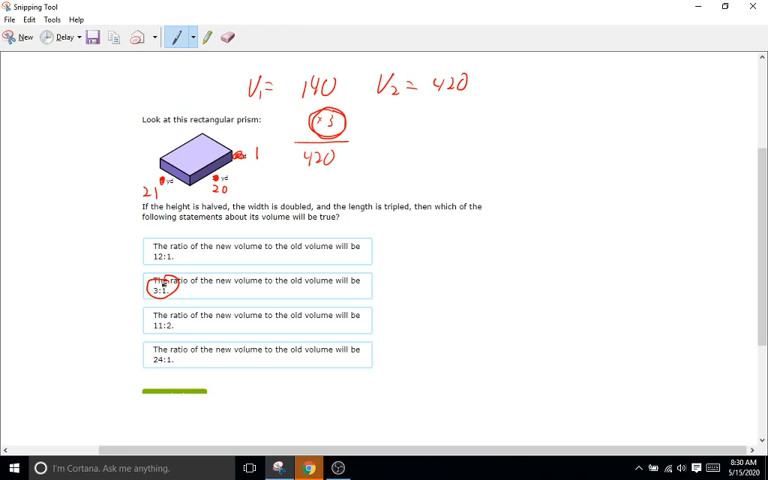 Snipping Tool
File Edit Tools Help
New Delay
V₁ = 140 V₂ = 420
Look at this rectangular prism:
× 3
420
1
yd yd
21 20
If the height is halved, the width is doubled, and the length is tripled, then which of the
following statements about its volume will be true?
The ratio of the new volume to the old volume will be
12:1.
The ratio of the new volume to the old volume will be
3:1.
The ratio of the new volume to the old volume will be
11:2.
The ratio of the new volume to the old volume will be
24:1.
I'm Cortana. Ask me anything.
8:30 AM
5/15/2020